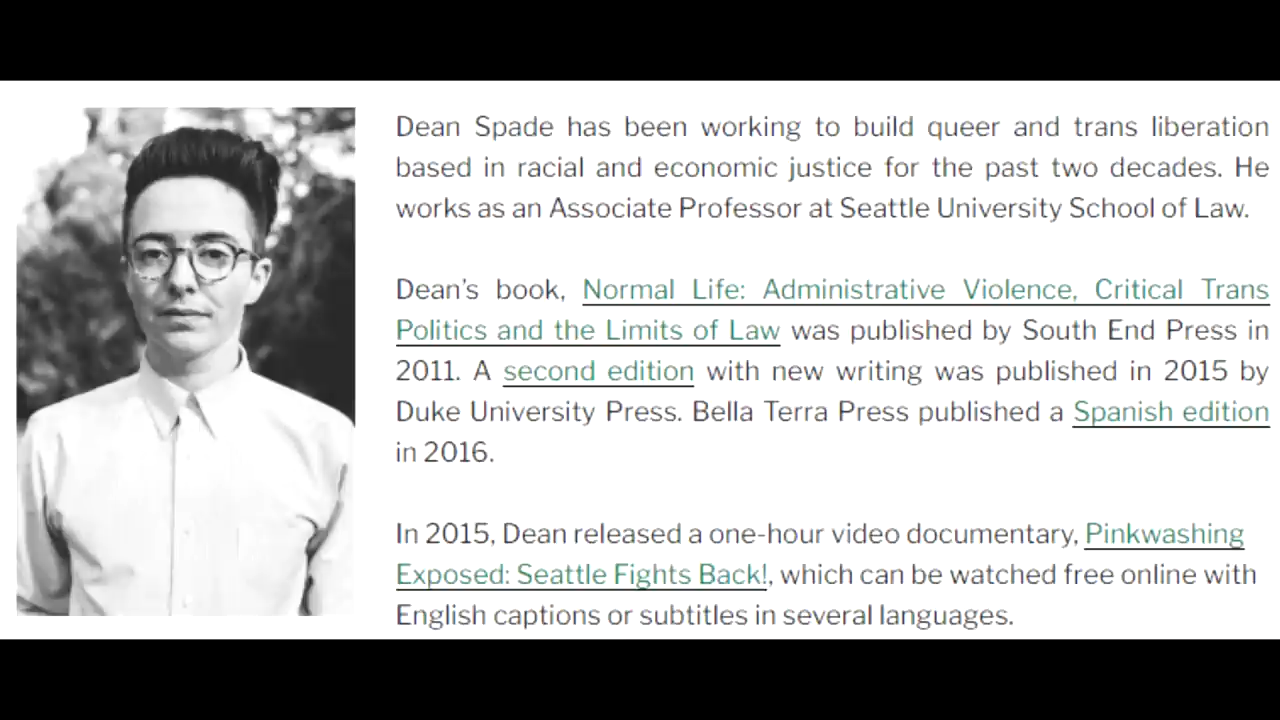 Dean Spade has been working to build queer and trans liberation
based in racial and economic justice for the past two decades. He
works as an Associate Professor at Seattle University School of Law.
Dean’s book, Normal Life: Administrative Violence, Critical Trans
Politics and the Limits of Law was published by South End Press in
2011. A second edition with new writing was published in 2015 by
Duke University Press. Bella Terra Press published a Spanish edition
in 2016.
In 2015, Dean released a one-hour video documentary, Pinkwashing
Exposed: Seattle Fights Back!, which can be watched free online with
English captions or subtitles in several languages.